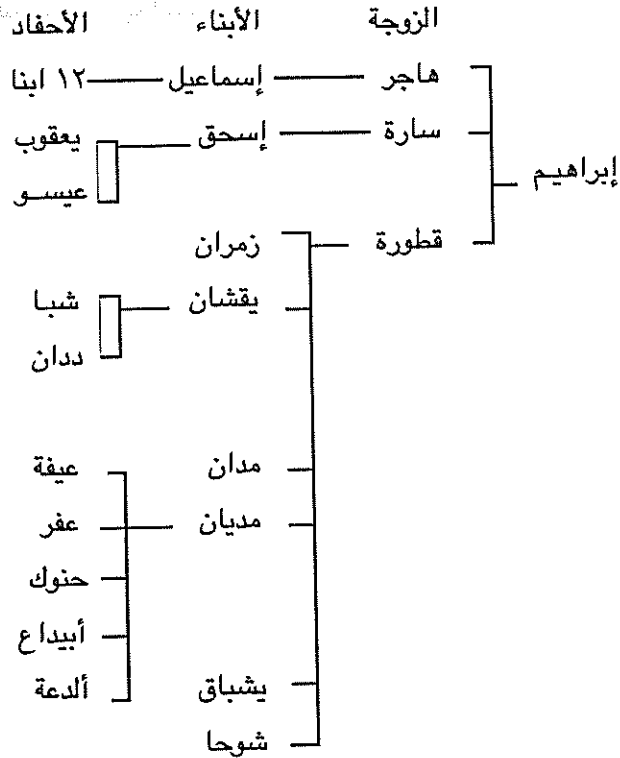 الزوجة الأبناء الأحفاد
هاجر إسماعيل ١٢ ابنا
سارة إسحق يعقوب
إبراهيم
عيسو
قطورة زمران
يقشان شبا
ددان
مدان عيفة
مديان عفر
حنوك
أبيداع
يشباق ألدعة
شوحا